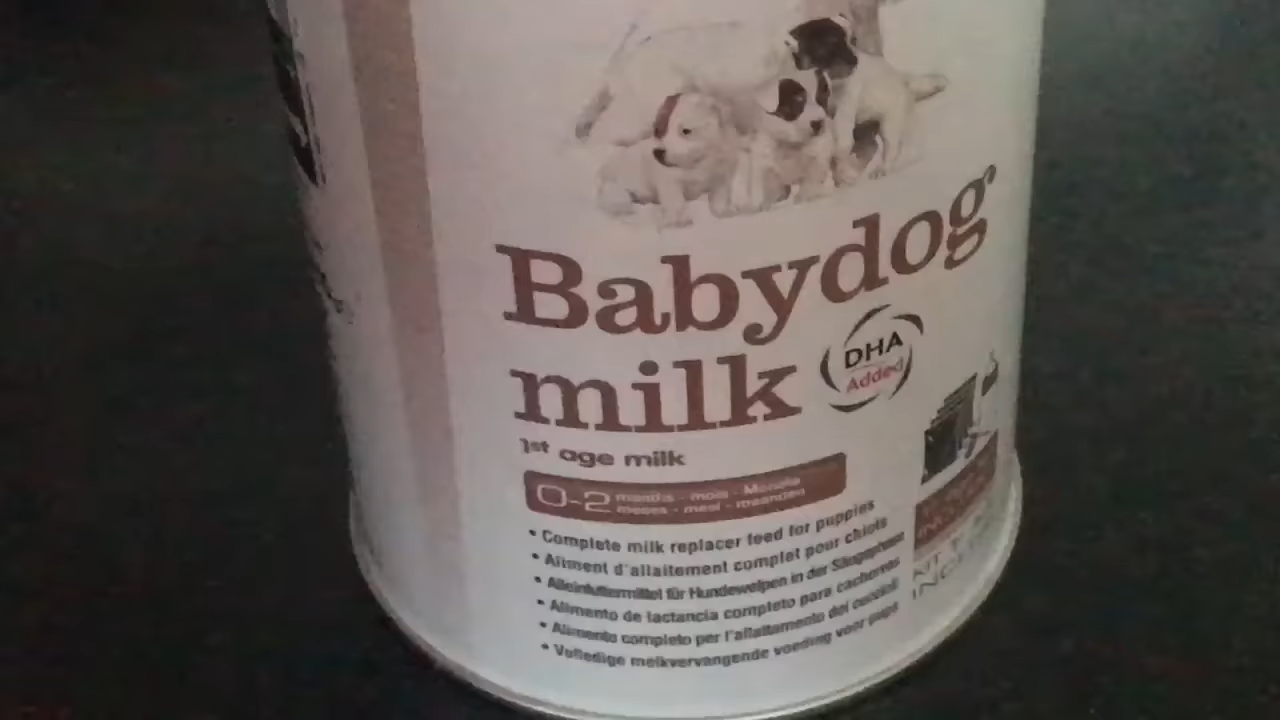 Babydog
milk
DHA
Added
1st age milk
0-2 months - mois - Monate
meses - mesi - maanden
• Complete milk replacer feed for puppies
• Aliment d'allaitement complet pour chiots
• Alleinfuttermittel für Hundewelpen in der Säugephase
• Alimento de lactancia completo para cachorros
• Alimento completo per l'allattamento dei cuccioli
• Volledige melkvervangende voeding voor pups
KIT